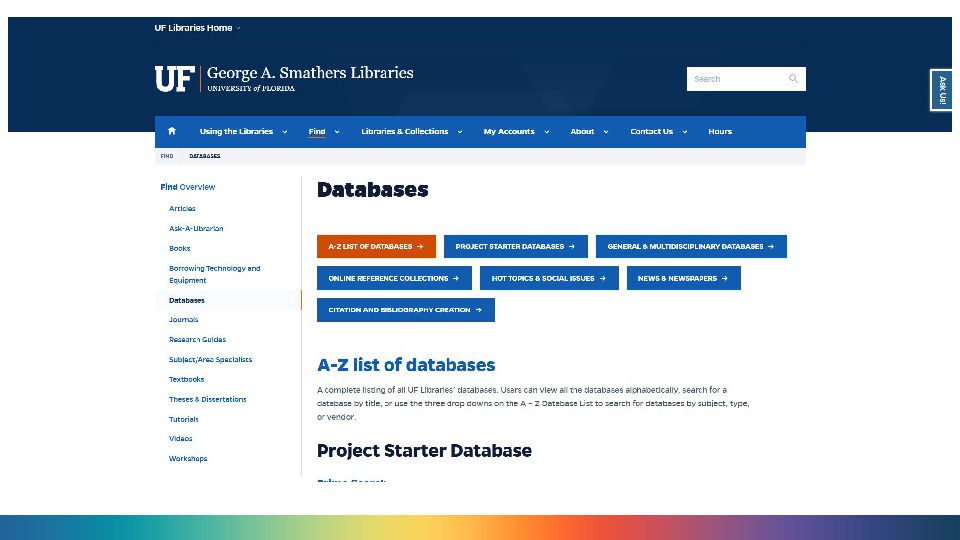 UF Libraries Home
UF George A. Smathers Libraries
UNIVERSITY of FLORIDA
Search
Ask Us!
Using the Libraries Find Libraries & Collections My Accounts About Contact Us Hours
FIND DATABASES
Find Overview
Articles
Ask-A-Librarian
Books
Borrowing Technology and
Equipment
Databases
Journals
Research Guides
Subject/Area Specialists
Textbooks
Theses & Dissertations
Tutorials
Videos
Workshops
Databases
A-Z LIST OF DATABASES → PROJECT STARTER DATABASES → GENERAL & MULTIDISCIPLINARY DATABASES →
ONLINE REFERENCE COLLECTIONS → HOT TOPICS & SOCIAL ISSUES → NEWS & NEWSPAPERS →
CITATION AND BIBLIOGRAPHY CREATION →
A-Z list of databases
A complete listing of all UF Libraries' databases. Users can view all the databases alphabetically, search for a
database by title, or use the three drop downs on the A – Z Database List to search for databases by subject, type,
or vendor.
Project Starter Database